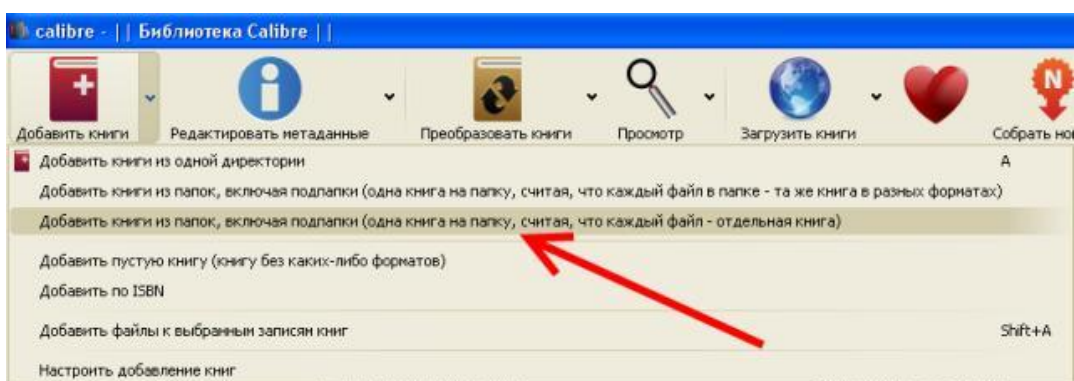 calibre - || Библиотека Calibre ||
Добавить книги Редактировать метаданные Преобразовать книги Просмотр Загрузить книги Собрать
N
Добавить книги из одной директории A
Добавить книги из папок, включая подпапки (одна книга на папку, считая, что каждый файл в папке - та же книга в разных форматах)
Добавить книги из папок, включая подпапки (одна книга на папку, считая, что каждый файл - отдельная книга)
Добавить пустую книгу (книгу без каких-либо форматов)
Добавить по ISBN
Добавить файлы к выбранным записям книг Shift+A
Настроить добавление книг